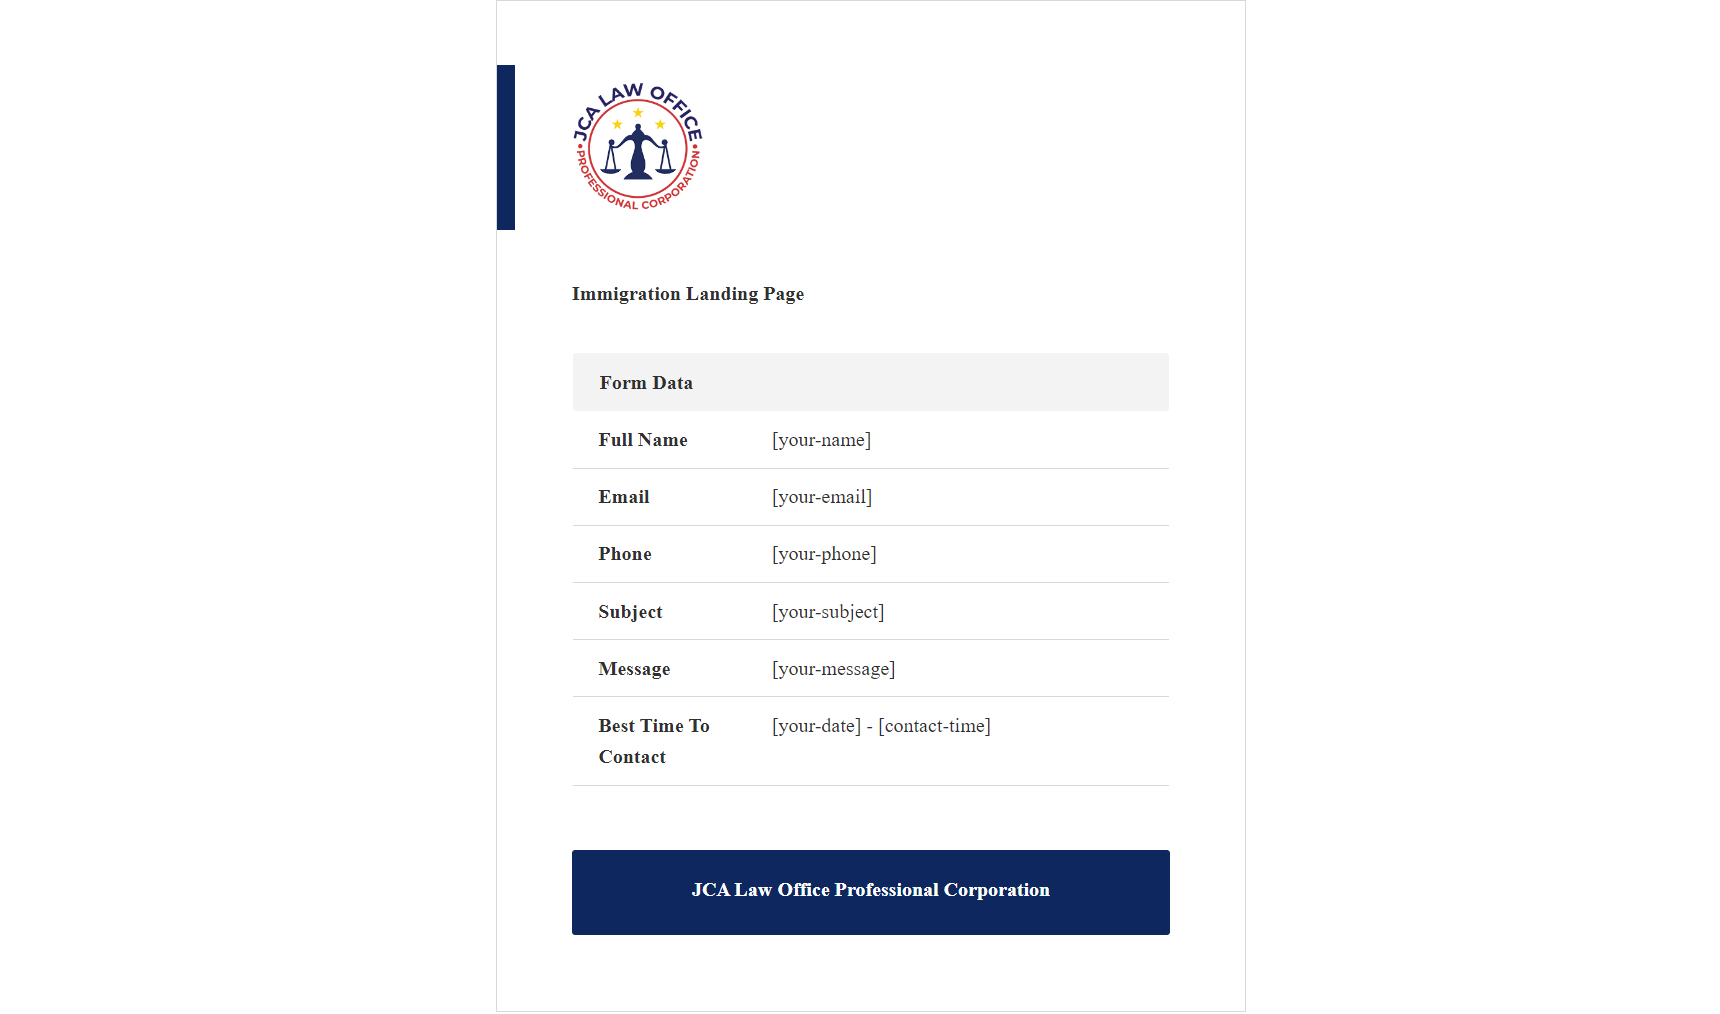 JCA LAW OFFICE
PROFESSIONAL CORPORATION
Immigration Landing Page
Form Data
Full Name [your-name]
Email [your-email]
Phone [your-phone]
Subject [your-subject]
Message [your-message]
Best Time To [your-date] - [contact-time]
Contact
JCA Law Office Professional Corporation